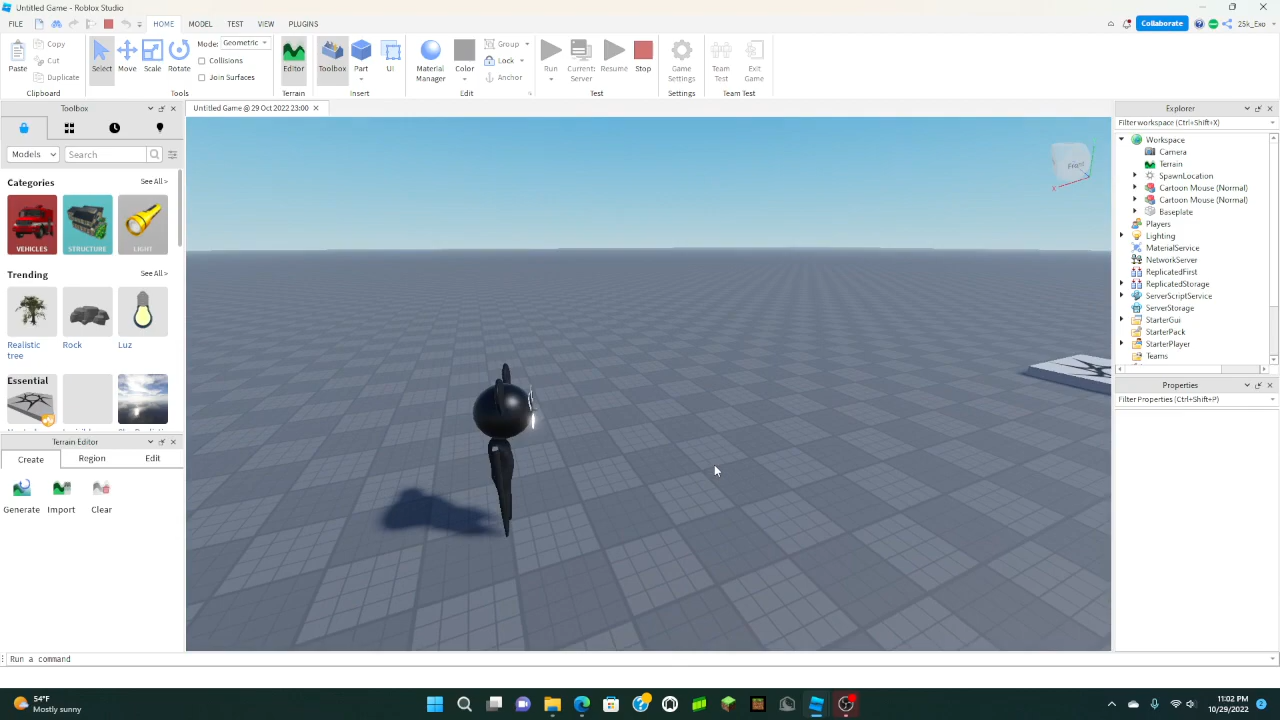 Untitled Game - Roblox Studio
FILE HOME MODEL TEST VIEW PLUGINS Collaborate 25k_Exo
Paste Copy Cut Duplicate Select Move Scale Rotate Mode: Geometric Collisions Join Surfaces Editor Toolbox Part UI Material Manager Color Group Lock Anchor Run Current: Server Resume Stop Game Settings Team Test Exit Game
Clipboard Tools Terrain Insert Edit Test Settings Team Test
Toolbox
Untitled Game @ 29 Oct 2022 23:00
Models Search
Categories See All >
VEHICLES STRUCTURE LIGHT
Trending See All >
Realistic tree Rock Luz
Essential
Terrain Editor
Create Region Edit
Generate Import Clear
Front
X
Explorer
Filter workspace (Ctrl+Shift+X)
Workspace
Camera
Terrain
SpawnLocation
Cartoon Mouse (Normal)
Cartoon Mouse (Normal)
Baseplate
Players
Lighting
MaterialService
NetworkServer
ReplicatedFirst
ReplicatedStorage
ServerScriptService
ServerStorage
StarterGui
StarterPack
StarterPlayer
Teams
Properties
Filter Properties (Ctrl+Shift+P)
Run a command
54°F
Mostly sunny
11:02 PM
10/29/2022